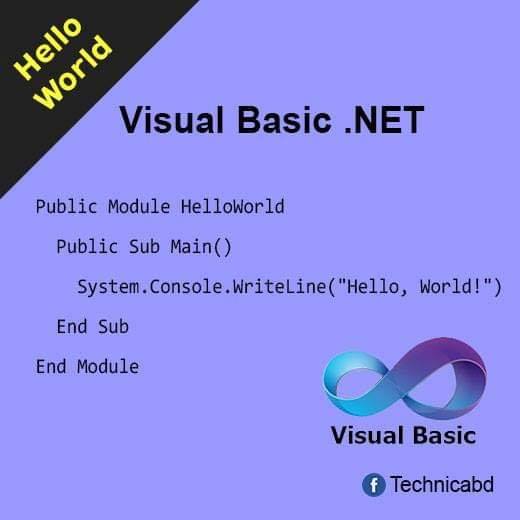 Hello
World
Visual Basic .NET
Public Module HelloWorld
Public Sub Main()
System.Console.WriteLine("Hello, World!")
End Sub
End Module
Visual Basic
f Technicabd